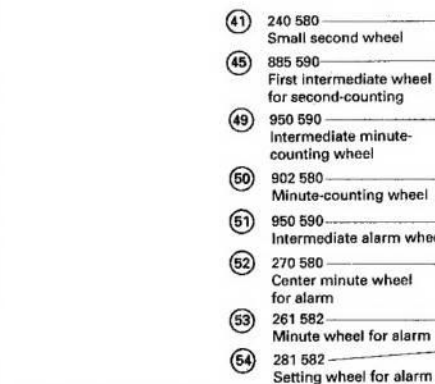 41 240 580
Small second wheel
45 885 590
First intermediate wheel
for second-counting
49 950 590
Intermediate minute-
counting wheel
50 902 580
Minute-counting wheel
51 950 590
Intermediate alarm whe
52 270 580
Center minute wheel
for alarm
53 261 582
Minute wheel for alarm
54 281 582
Setting wheel for alarm